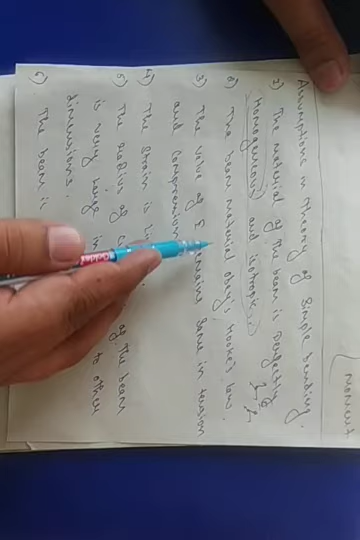 moment
Assumptions in theory of simple bending.
1) The material of the beam is perfectly
Homogeneous and isotropic.
2) The beam material obey's Hooke's law.
3) The value of E remains same in tension
and compression
4) The Strain is
5) The Radius of of the beam
is very large in to other
dimensions.
6) The beam is